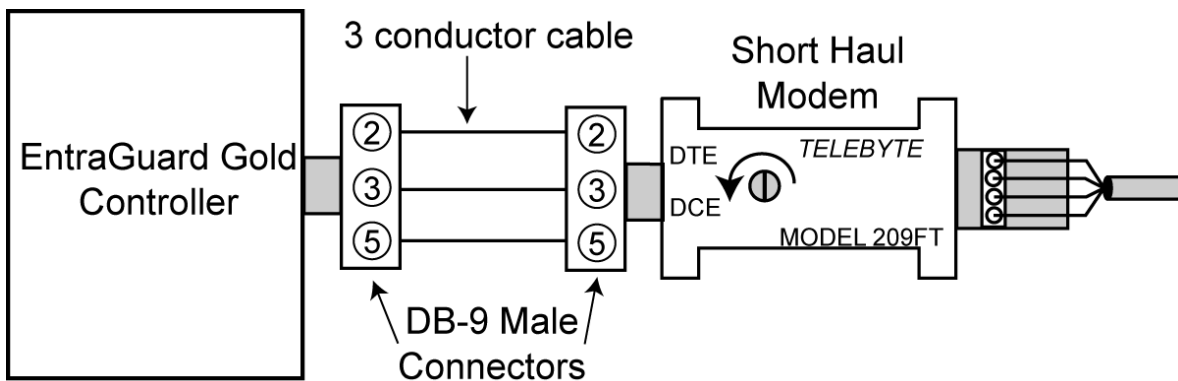 3 conductor cable
Short Haul
Modem
EntraGuard Gold
Controller
2
3
5
2
3
5
DTE
DCE
TELEBYTE
MODEL 209FT
DB-9 Male
Connectors